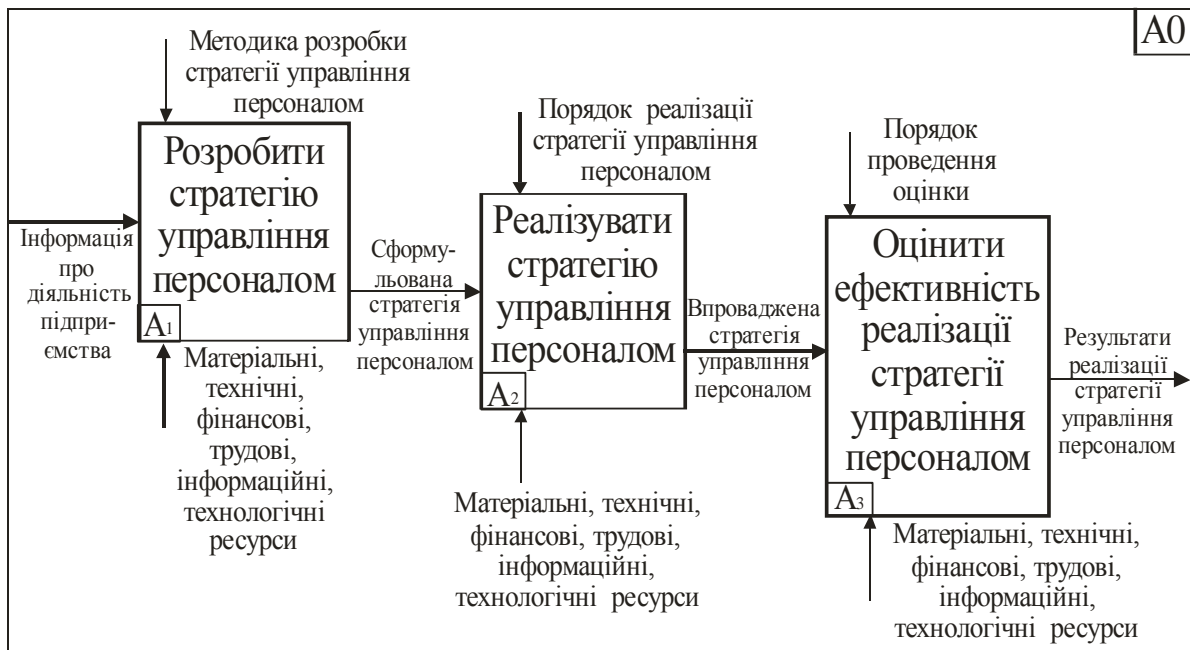 A0
Методика розробки
стратегії управління
персоналом
Розробити
стратегію
управління
персоналом
A1
Інформація
про
діяльність
підпри-
ємства
Матеріальні,
технічні,
фінансові,
трудові,
інформаційні,
технологічні
ресурси
Сформу-
льована
стратегія
управління
персоналом
Порядок реалізації
стратегії управління
персоналом
Реалізувати
стратегію
управління
персоналом
A2
Матеріальні, технічні,
фінансові, трудові,
інформаційні,
технологічні ресурси
Впроваджена
стратегія
управління
персоналом
Порядок
проведення
оцінки
Оцінити
ефективність
реалізації
стратегії
управління
персоналом
A3
Матеріальні, технічні,
фінансові, трудові,
інформаційні,
технологічні ресурси
Результати
реалізації
стратегії
управління
персоналом